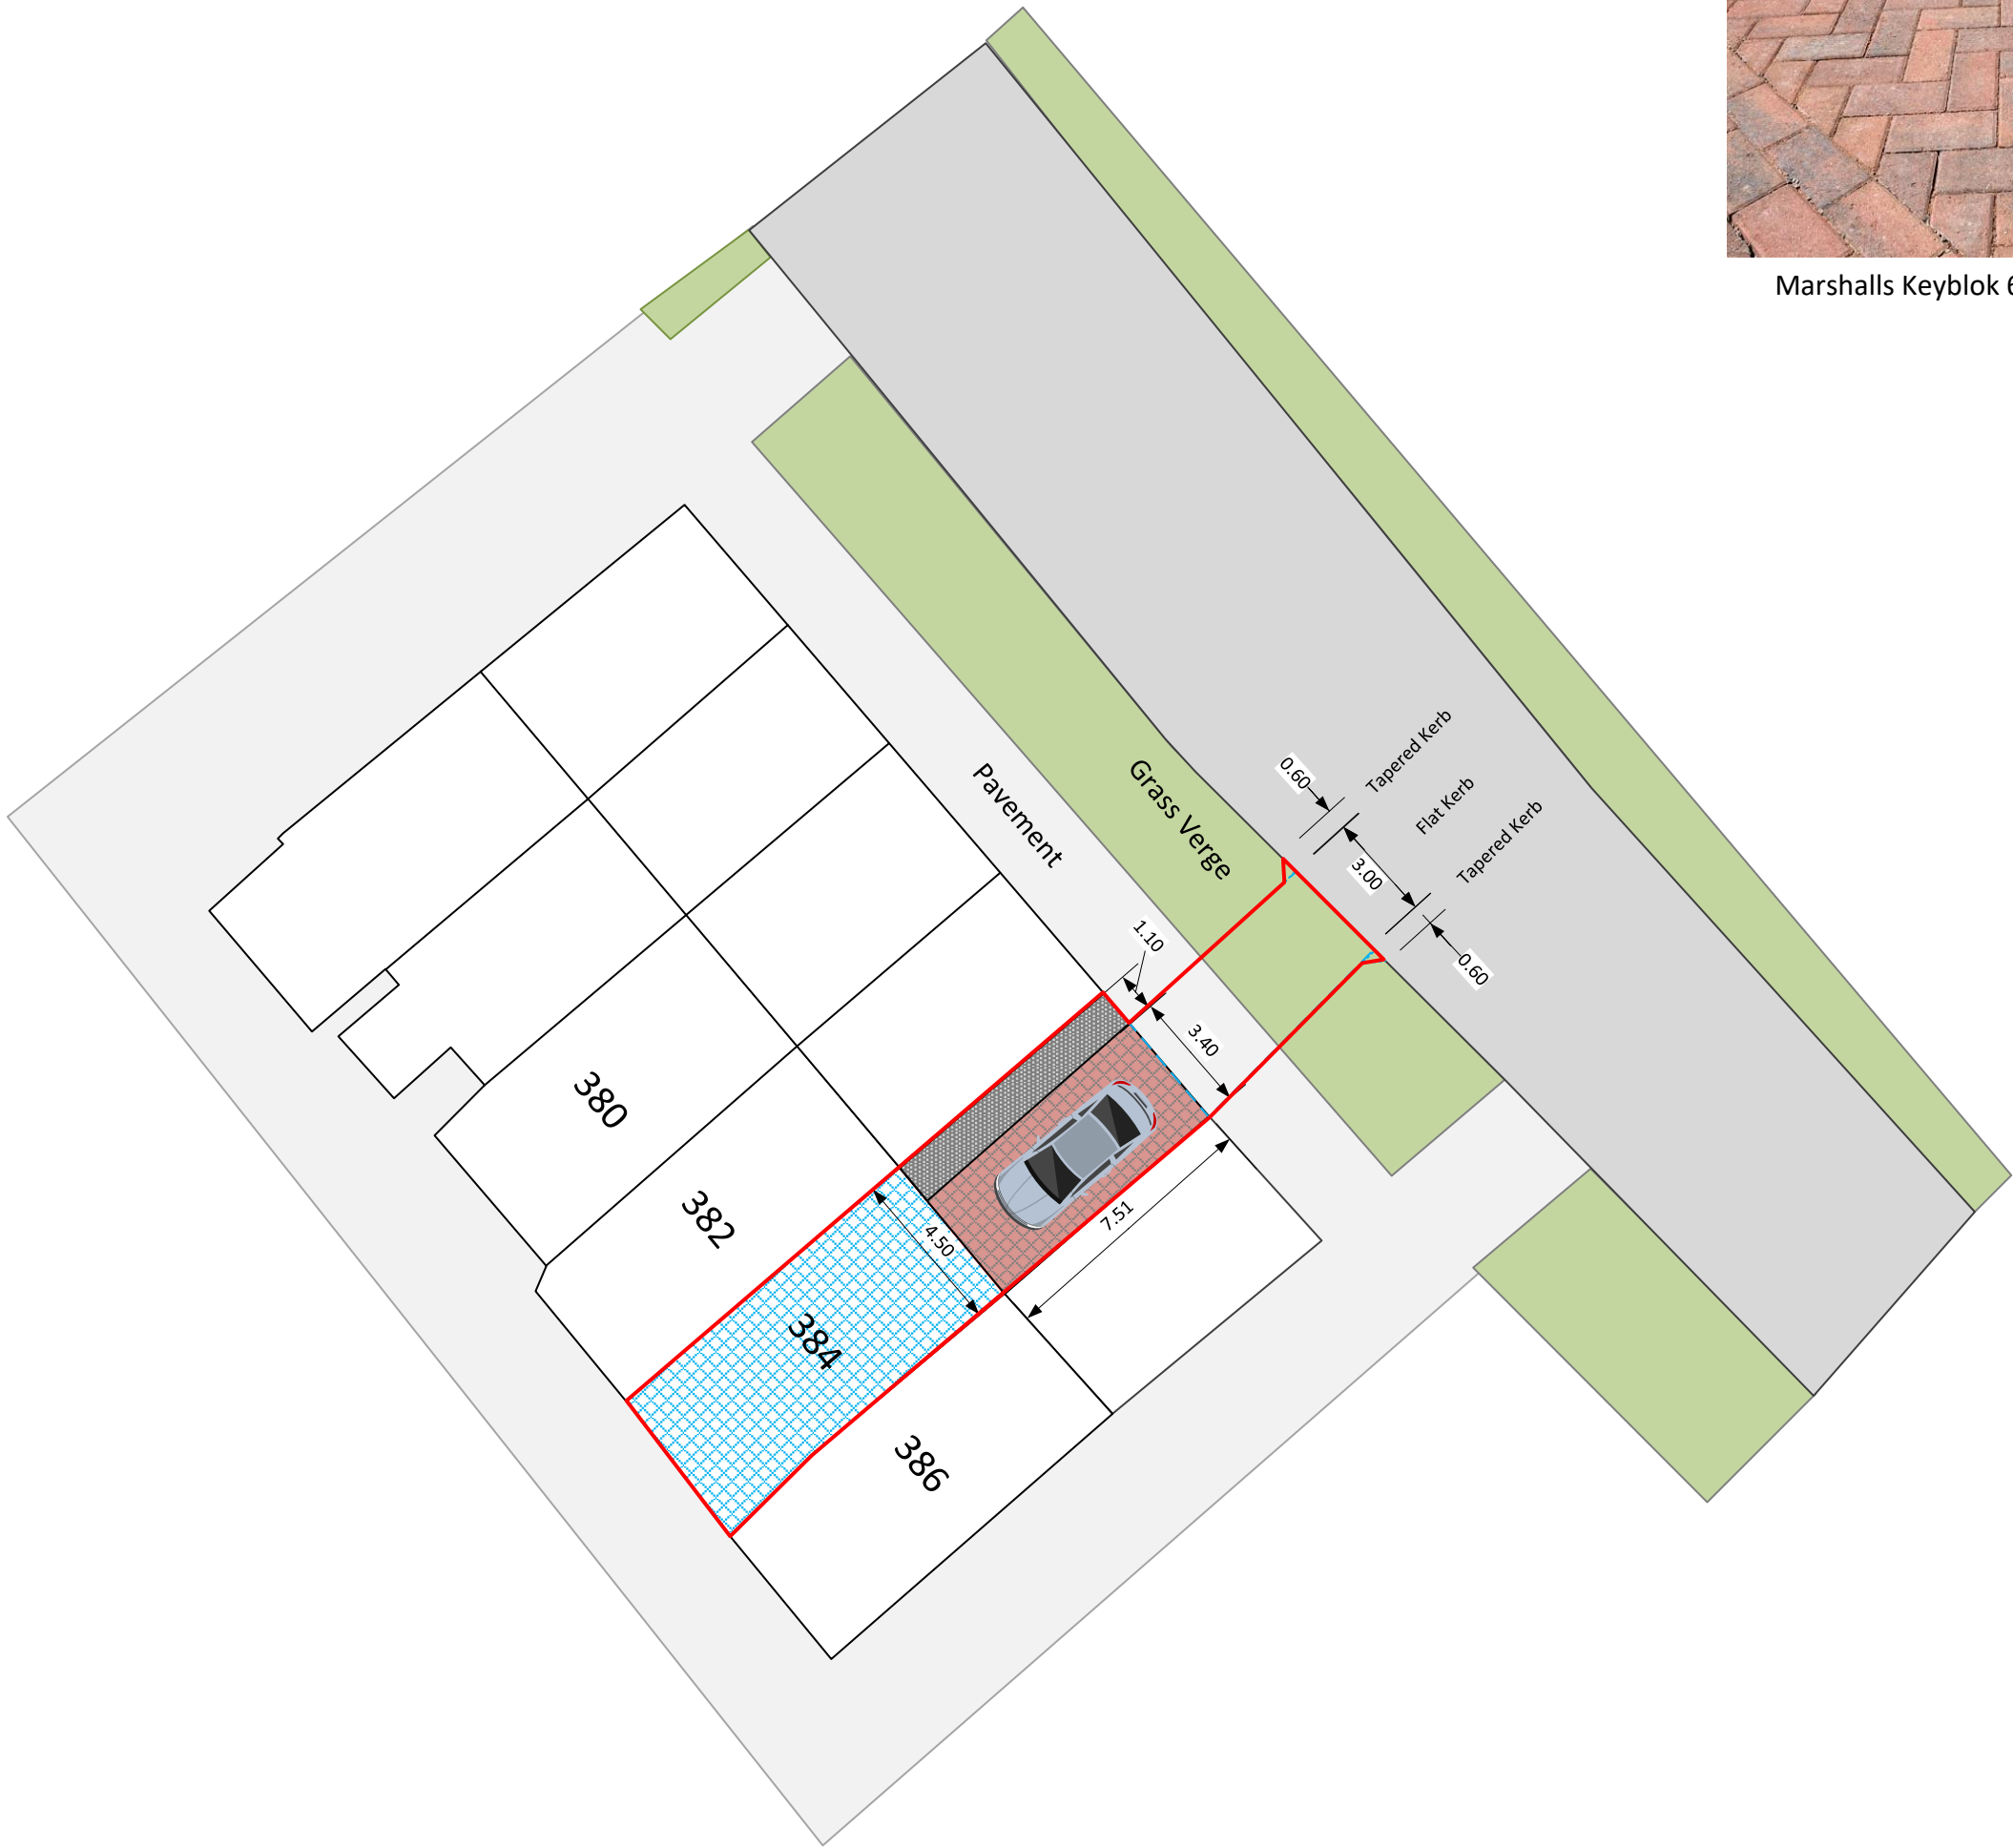 Marshalls Keyblok 6
Tapered Kerb
0.60
Flat Kerb
Grass Verge
Pavement
Tapered Kerb
3.00
1.10
0.60
3.40
380
382
7.51
4.50
384
386